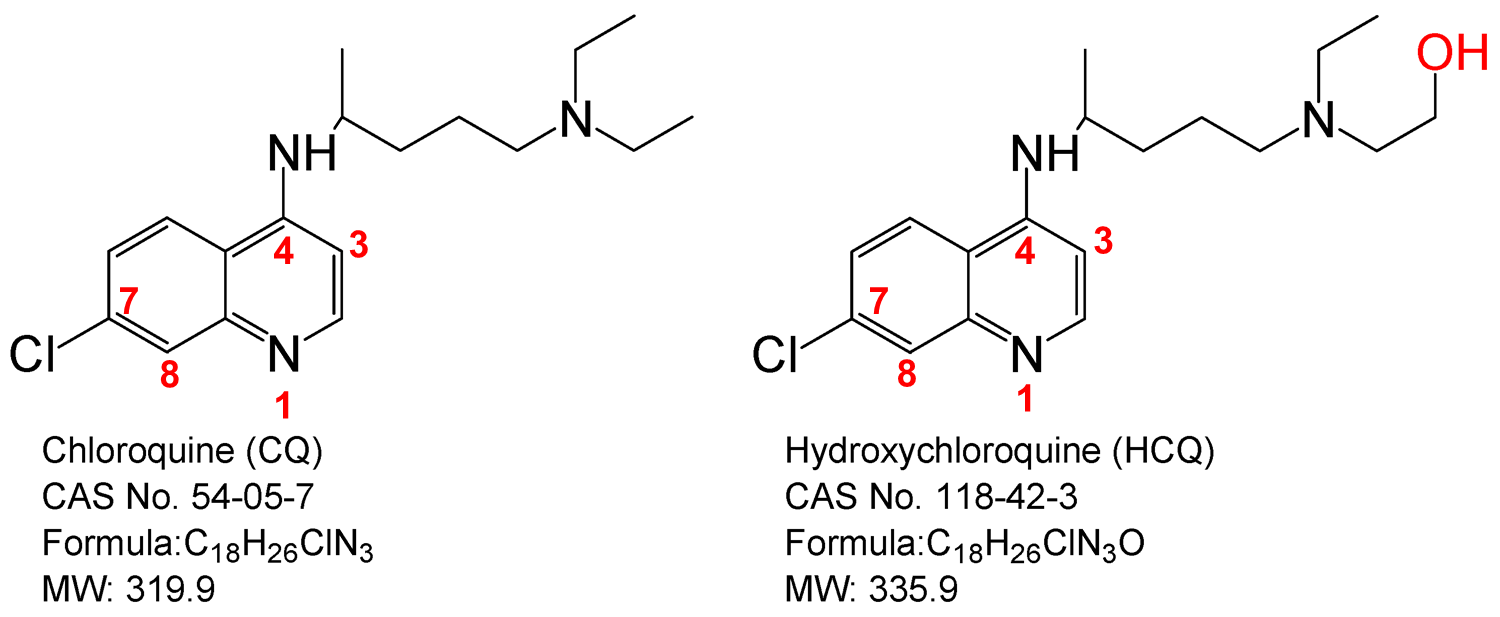 N
OH
N
NH
NH
4
3
4
3
7
7
Cl
N
Cl
N
8
8
1
1
Chloroquine (CQ)
CAS No. 54-05-7
Formula:C₁₈H₂₆ClN₃
MW: 319.9
Hydroxychloroquine (HCQ)
CAS No. 118-42-3
Formula:C₁₈H₂₆ClN₃O
MW: 335.9